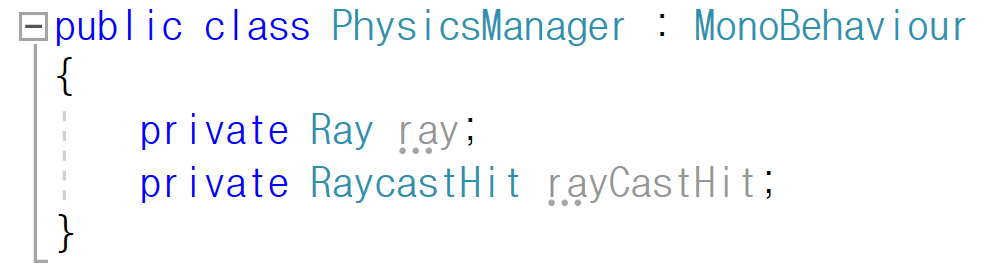 public class PhysicsManager : MonoBehaviour
{
    private Ray ray;
    private RaycastHit rayCastHit;
}